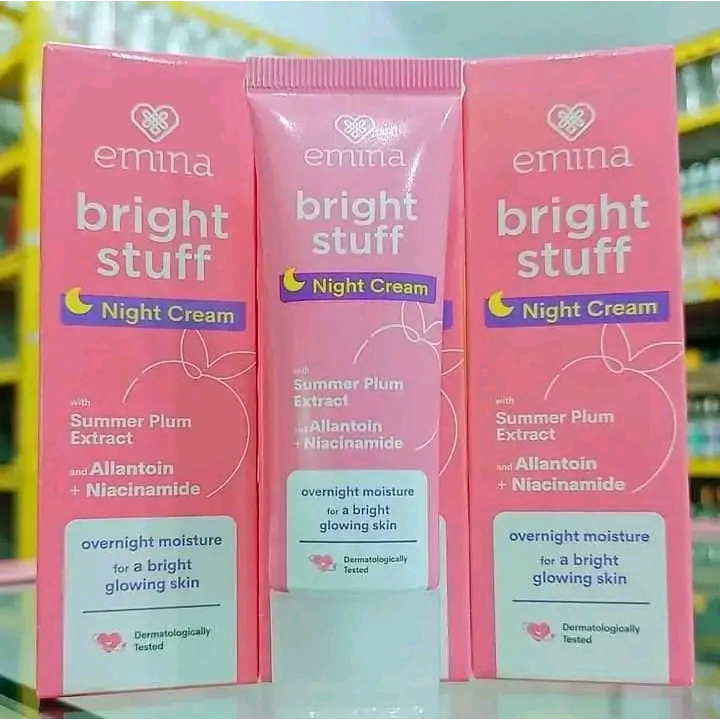 emina
bright
stuff
Night Cream
with
Summer Plum
Extract
and Allantoin
+ Niacinamide
overnight moisture
for a bright
glowing skin
Dermatologically
Tested
emina
bright
stuff
Night Cream
with
Summer Plum
Extract
Allantoin
+ Niacinamide
overnight moisture
for a bright
glowing skin
Dermatologically
Tested
emina
bright
stuff
Night Cream
with
Summer Plum
Extract
and Allantoin
+ Niacinamide
overnight moisture
for a bright
glowing skin
Dermatologically
Tested